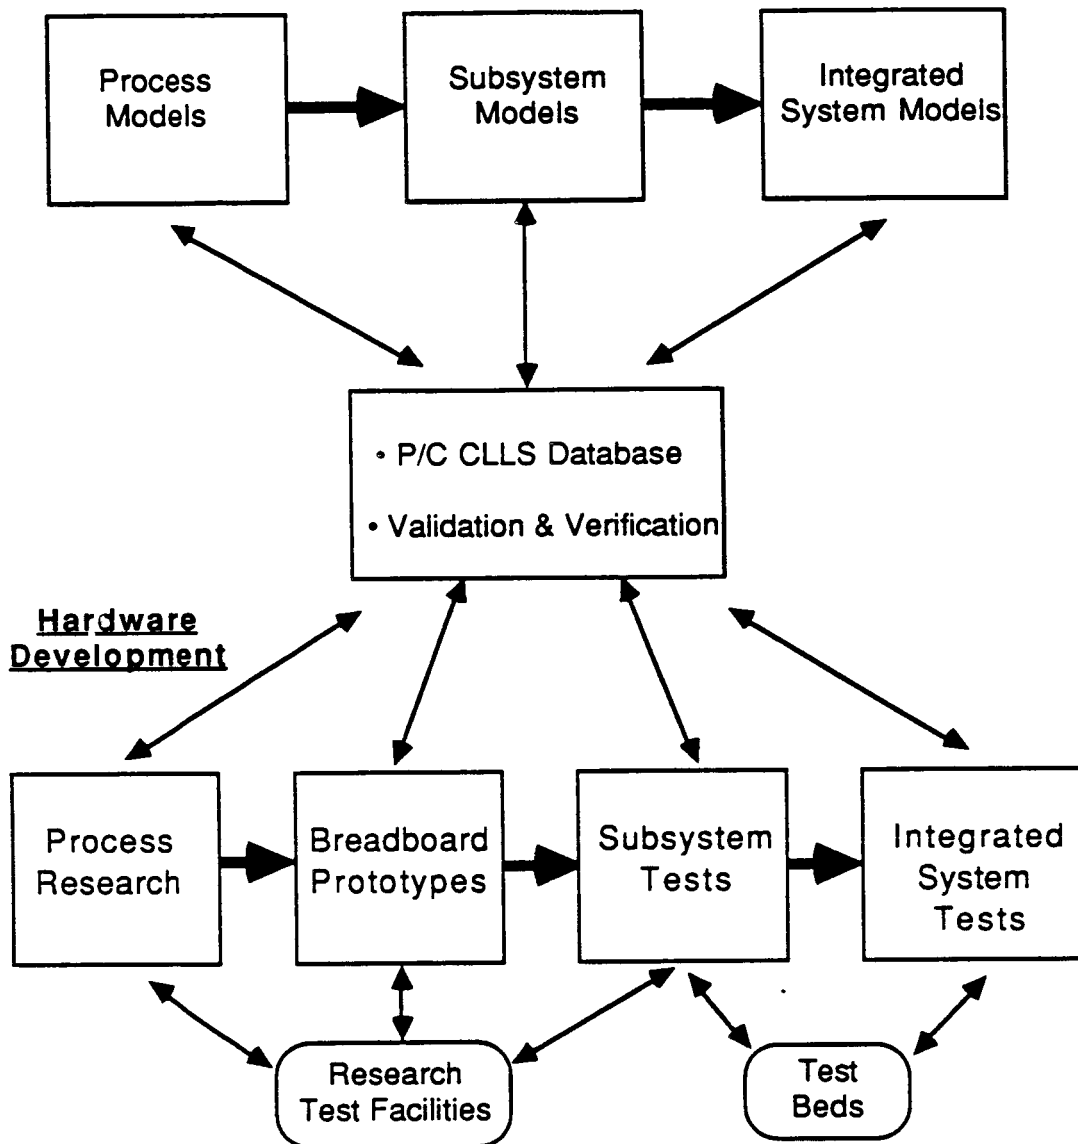 Process
Models
Subsystem
Models
Integrated
System Models
• P/C CLLS Database
• Validation & Verification
Hardware
Development
Process
Research
Breadboard
Prototypes
Subsystem
Tests
Integrated
System
Tests
Research
Test Facilities
Test
Beds